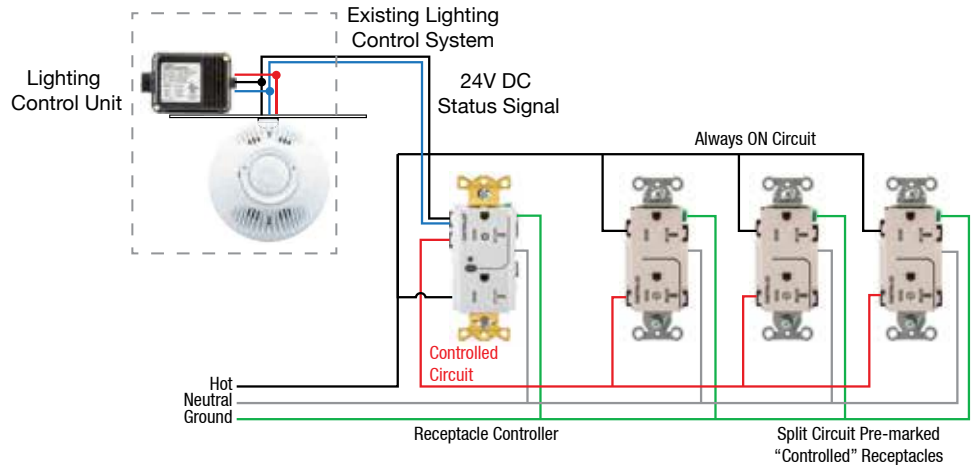 Existing Lighting
Control System
Lighting
Control Unit
24V DC
Status Signal
Always ON Circuit
Controlled
Circuit
Hot
Neutral
Ground
Receptacle Controller
Split Circuit Pre-marked
“Controlled” Receptacles